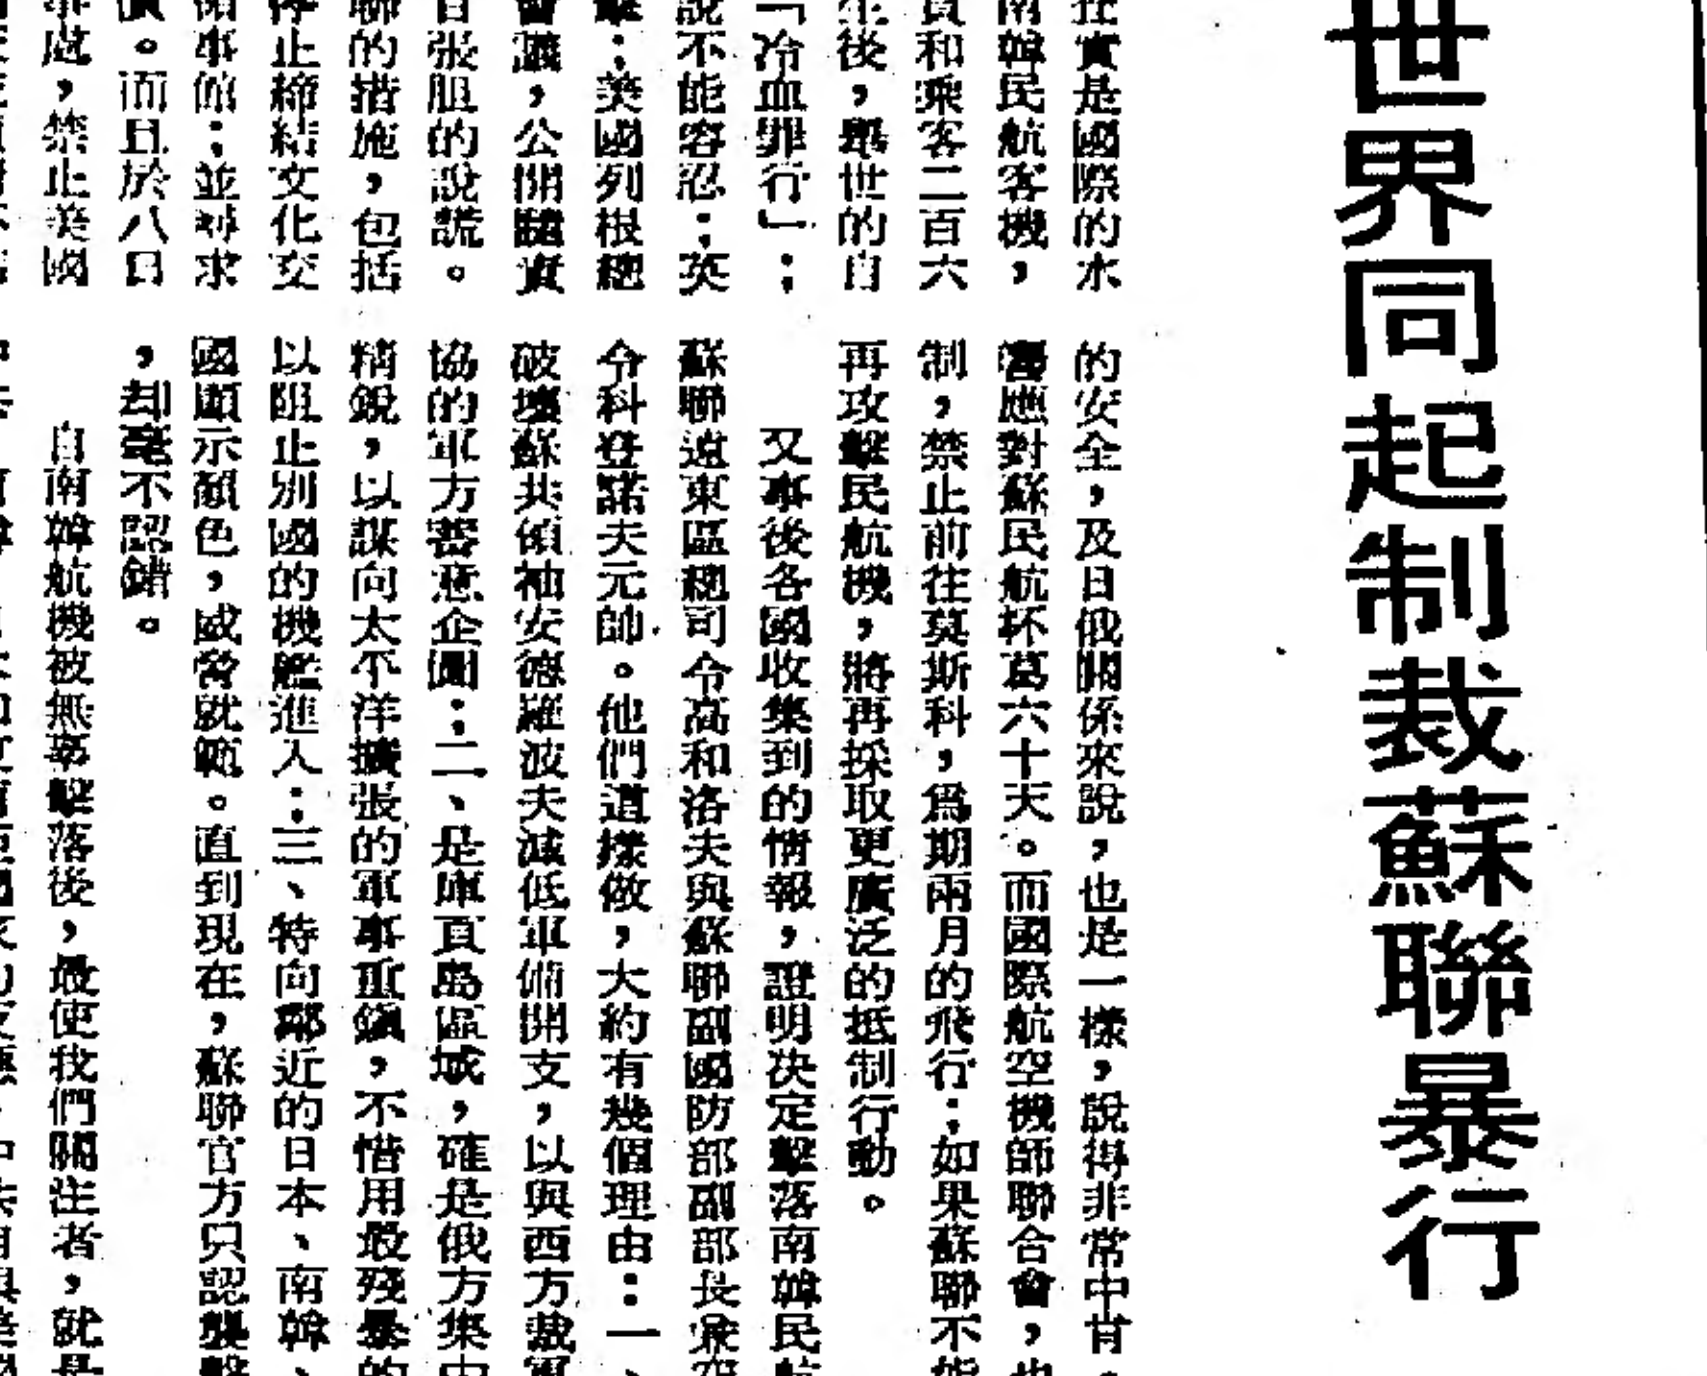 世界同起制裁蘇聯暴行
實是國際的水
南韓民航客機，
員和乘客二百六
生後，舉世的自
「冷血罪行」；
說不能容忍；英
擊；美國列根總
會議，公開譴責
目張胆的說謊。
聯的措施，包括
停止締結文化交
領事館；並尋求
。而且於八日
事處，禁止美國
的安全，及日俄關係來說，也是一樣，說得非常中肯。
響應對蘇民航杯葛六十天。而國際航空機師聯合會，也
制，禁止前往莫斯科，爲期兩月的飛行；如果蘇聯不能
再攻擊民航機，將再採取更廣泛的抵制行動。
又事後各國收集到的情報，證明決定擊落南韓民航
蘇聯遠東區總司令高和洛夫與蘇聯副國防部副部長兼空
令科登諾夫元帥。他們這樣做，大約有幾個理由：一、
破壞蘇共領袖安德羅波夫減低軍備開支，以與西方裁軍
協的軍方蓄意企圖；二、是庫頁島區域，確是俄方集中
精銳，以謀向太平洋擴張的軍事重鎮，不惜用最殘暴的
以阻止別國的機艦進入；三、特向鄰近的日本、南韓、
國顯示顏色，威脅就範。直到現在，蘇聯官方只認襲擊
，却毫不認錯。
自南韓航機被無辜擊落後，最使我們關注者，就是